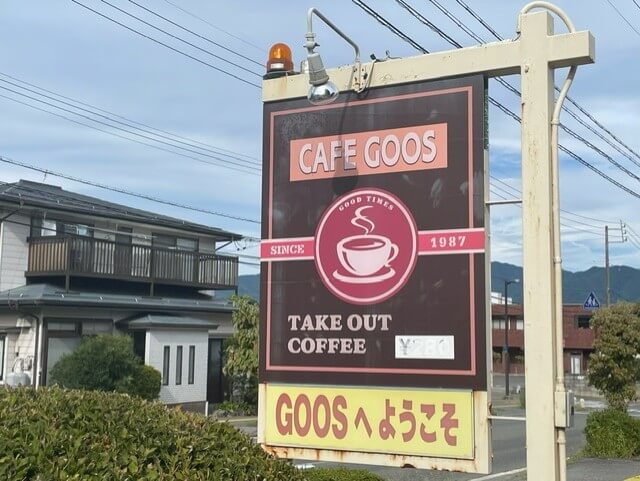 CAFE GOOS
GOOD TIMES
SINCE 1987
TAKE OUT
COFFEE
GOOSへようこそ